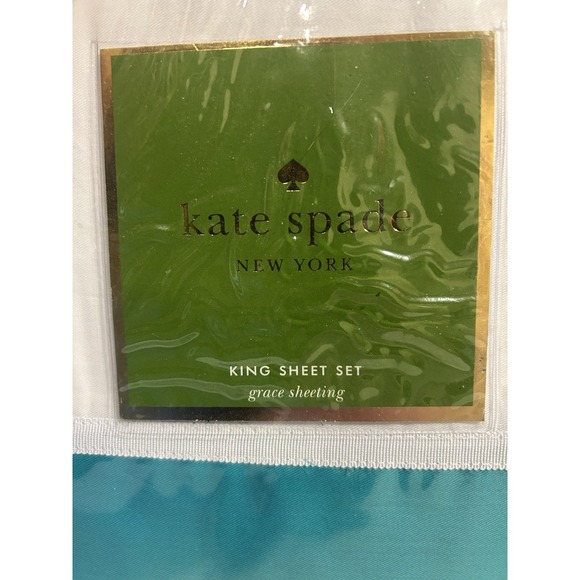 kate spade
NEW YORK
KING SHEET SET
grace sheeting